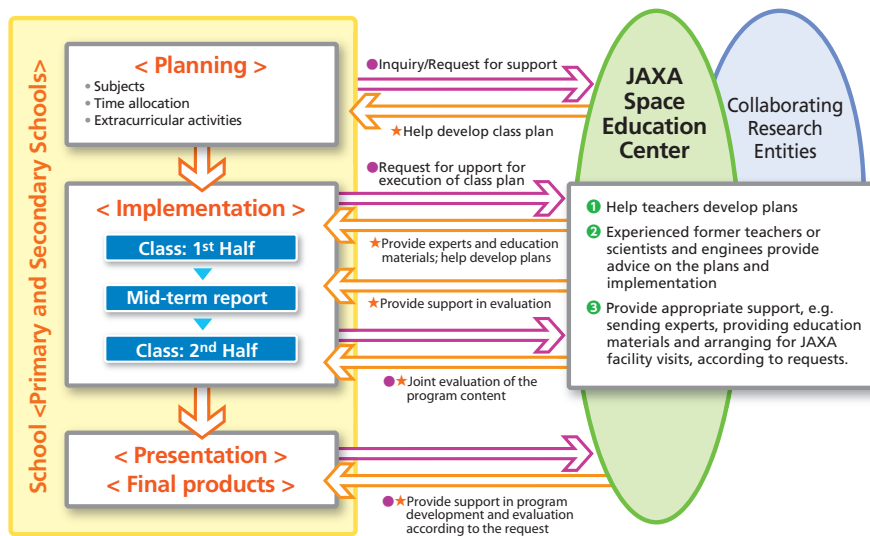 School <Primary and Secondary Schools>
< Planning >
• Subjects
• Time allocation
• Extracurricular activities
< Implementation >
Class: 1st Half
Mid-term report
Class: 2nd Half
< Presentation >
< Final products >
●Inquiry/Request for support
★Help develop class plan
●Request for upport for
execution of class plan
★Provide experts and education
materials; help develop plans
★Provide support in evaluation
●★Joint evaluation of the
program content
●★Provide support in program
development and evaluation
according to the request
JAXA
Space
Education
Center
Collaborating
Research
Entities
❶ Help teachers develop plans
❷ Experienced former teachers or
scientists and enginees provide
advice on the plans and
implementation
❸ Provide appropriate support, e.g.
sending experts, providing education
materials and arranging for JAXA
facility visits, according to requests.